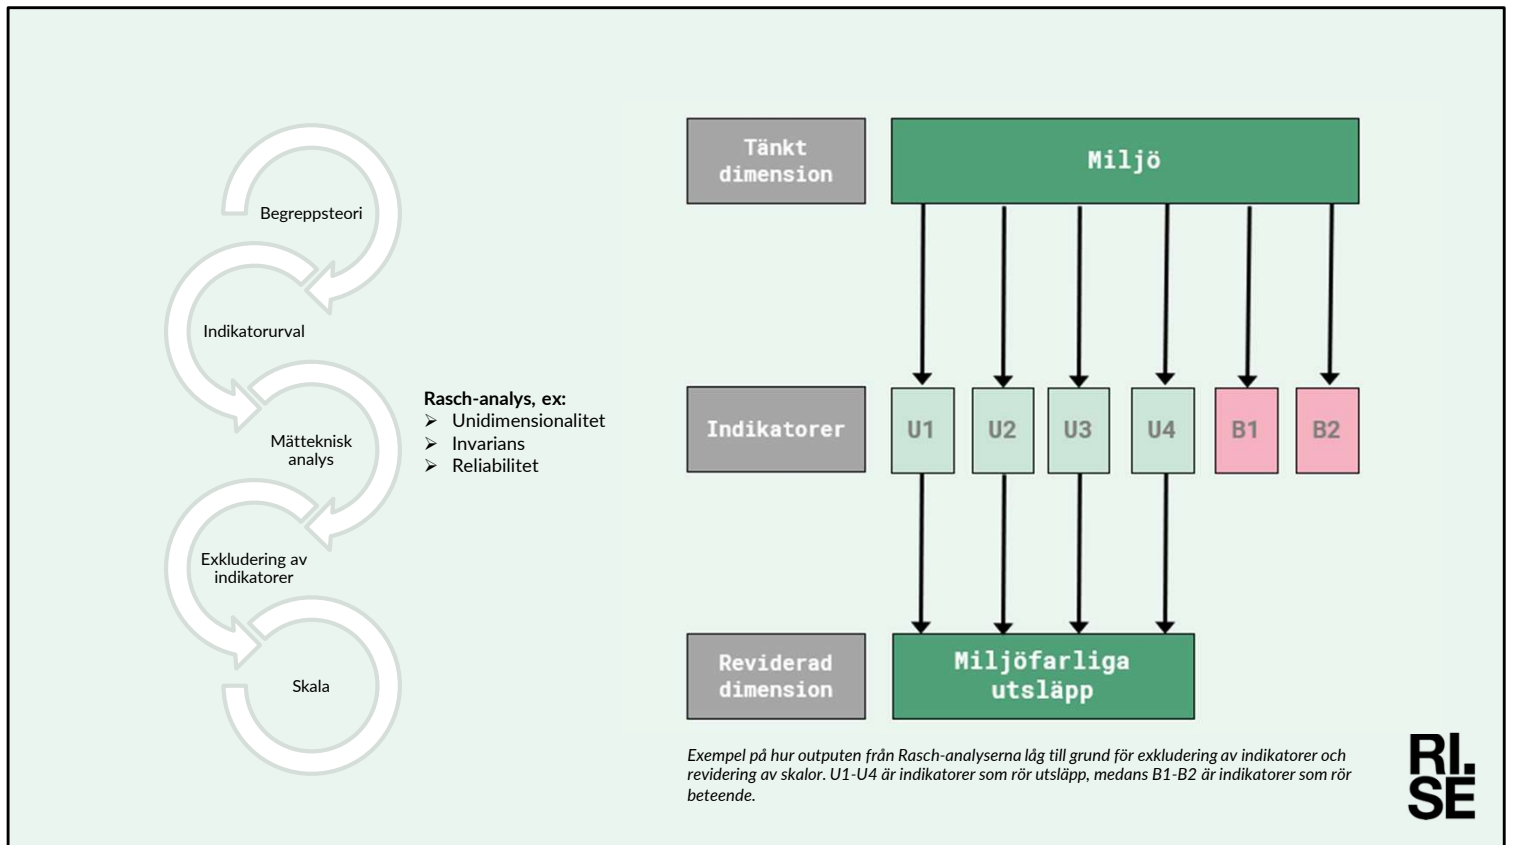 Begreppsteori
Indikatorurval
Mätteknisk
analys
Exkludering av
indikatorer
Skala
Rasch-analys, ex:
➢ Unidimensionalitet
➢ Invarians
➢ Reliabilitet
Tänkt
dimension
Miljö
Indikatorer
U1 U2 U3 U4 B1 B2
Reviderad
dimension
Miljöfarliga
utsläpp
Exempel på hur outputen från Rasch-analyserna låg till grund för exkludering av indikatorer och
revidering av skalor. U1-U4 är indikatorer som rör utsläpp, medans B1-B2 är indikatorer som rör
beteende.
RI.
SE